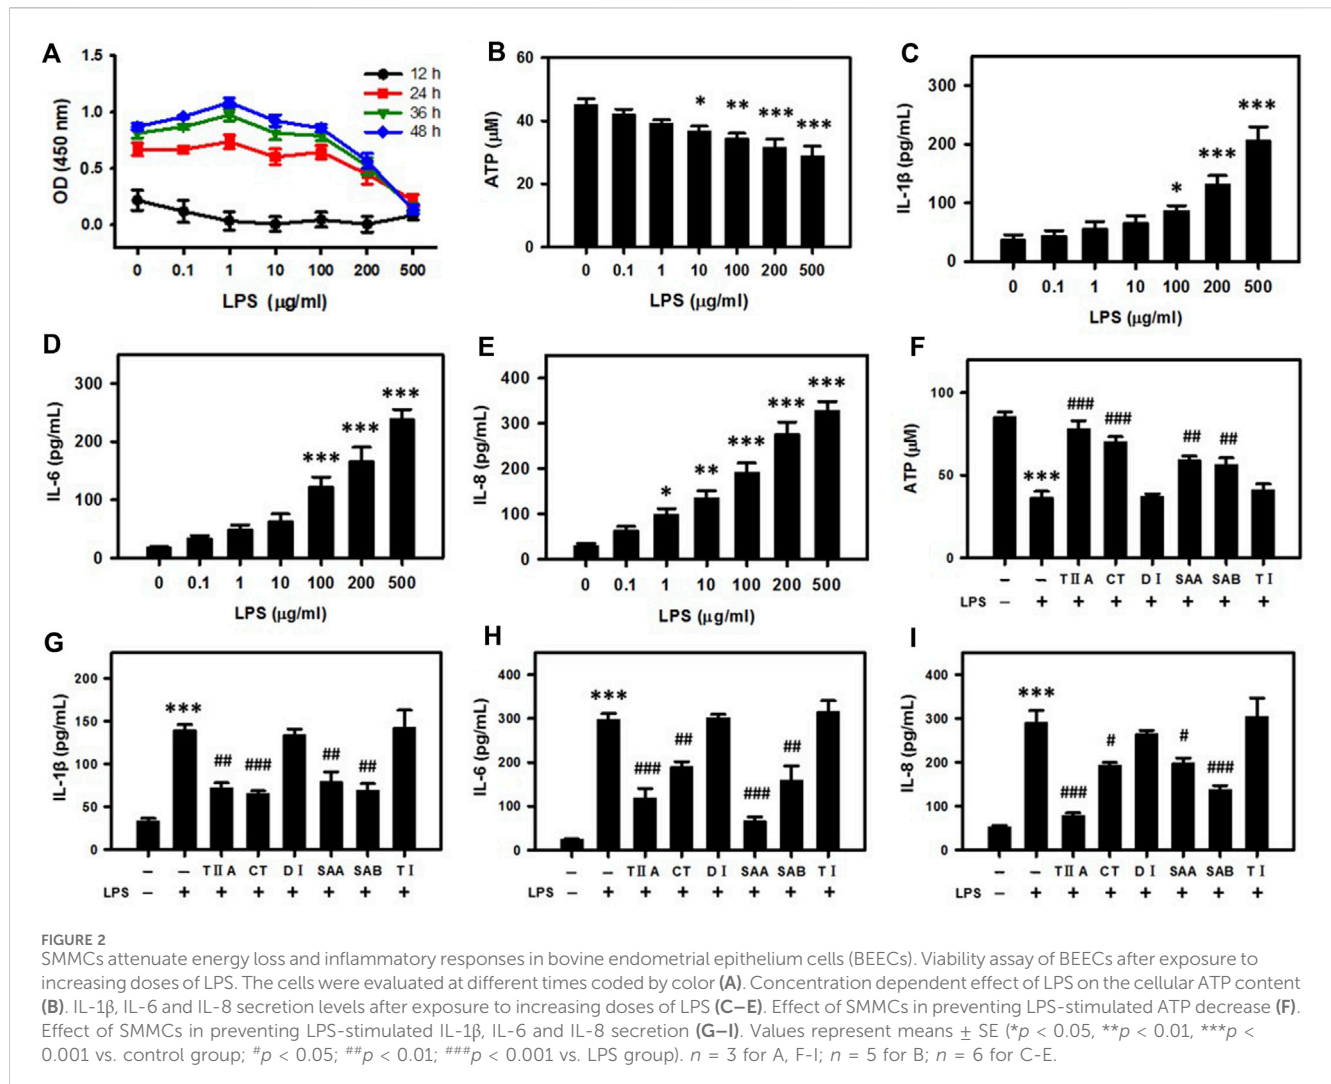 A
1.5
1.0
0.5
0.0
OD (450 nm)
12 h
24 h
36 h
48 h
0 0.1 1 10 100 200 500
LPS (μg/ml)
B
60
40
20
0
ATP (μM)
* ** *** ***
0 0.1 1 10 100 200 500
LPS (μg/ml)
C
300
200
100
0
IL-1β (pg/mL)
* *** ***
0 0.1 1 10 100 200 500
LPS (μg/ml)
D
300
200
100
0
IL-6 (pg/mL)
*** *** ***
0 0.1 1 10 100 200 500
LPS (μg/ml)
E
400
300
200
100
0
IL-8 (pg/mL)
* ** *** *** ***
0 0.1 1 10 100 200 500
LPS (μg/ml)
F
100
50
0
ATP (μM)
*** ### ### ## ##
– – TⅡA CT DⅠ SAA SAB TⅠ
LPS – + + + + + + +
G
200
150
100
50
0
IL-1β (pg/mL)
*** ## ### ## ##
– – TⅡA CT DⅠ SAA SAB TⅠ
LPS – + + + + + + +
H
400
300
200
100
0
IL-6 (pg/mL)
*** ### ## ### ##
– – TⅡA CT DⅠ SAA SAB TⅠ
– + + + + + + +
I
400
300
200
100
0
IL-8 (pg/mL)
*** ### # # ###
– – TⅡA CT DⅠ SAA SAB TⅠ
LPS – + + + + + + +
FIGURE 2
SMMCs attenuate energy loss and inflammatory responses in bovine endometrial epithelium cells (BEECs). Viability assay of BEECs after exposure to
increasing doses of LPS. The cells were evaluated at different times coded by color (A). Concentration dependent effect of LPS on the cellular ATP content
(B). IL-1β, IL-6 and IL-8 secretion levels after exposure to increasing doses of LPS (C–E). Effect of SMMCs in preventing LPS-stimulated ATP decrease (F).
Effect of SMMCs in preventing LPS-stimulated IL-1β, IL-6 and IL-8 secretion (G–I). Values represent means ± SE (*p < 0.05, **p < 0.01, ***p <
0.001 vs. control group; #p < 0.05; ##p < 0.01; ###p < 0.001 vs. LPS group). n = 3 for A, F-I; n = 5 for B; n = 6 for C-E.